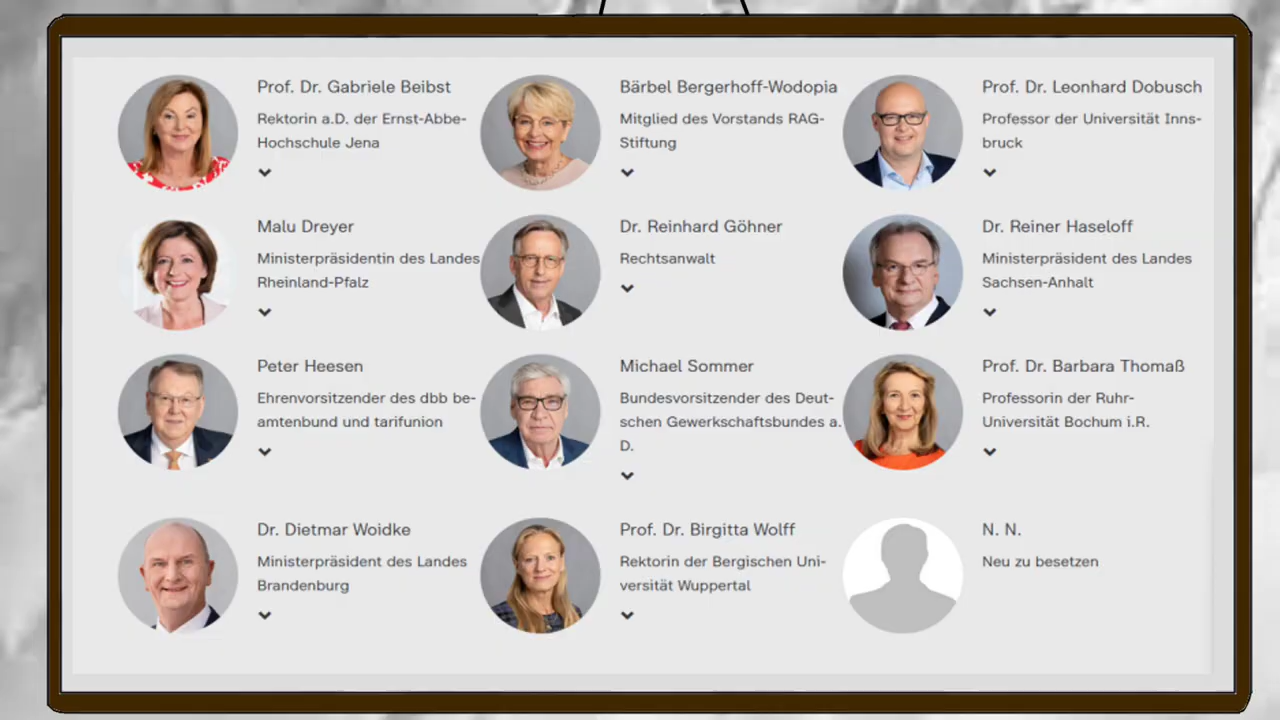 Prof. Dr. Gabriele Beibst
Rektorin a.D. der Ernst-Abbe-
Hochschule Jena
Bärbel Bergerhoff-Wodopia
Mitglied des Vorstands RAG-
Stiftung
Prof. Dr. Leonhard Dobusch
Professor der Universität Inns-
bruck
Malu Dreyer
Ministerpräsidentin des Landes
Rheinland-Pfalz
Dr. Reinhard Göhner
Rechtsanwalt
Dr. Reiner Haseloff
Ministerpräsident des Landes
Sachsen-Anhalt
Peter Heesen
Ehrenvorsitzender des dbb be-
amtenbund und tarifunion
Michael Sommer
Bundesvorsitzender des Deut-
schen Gewerkschaftsbundes a.
D.
Prof. Dr. Barbara Thomaß
Professorin der Ruhr-
Universität Bochum i.R.
Dr. Dietmar Woidke
Ministerpräsident des Landes
Brandenburg
Prof. Dr. Birgitta Wolff
Rektorin der Bergischen Uni-
versität Wuppertal
N. N.
Neu zu besetzen